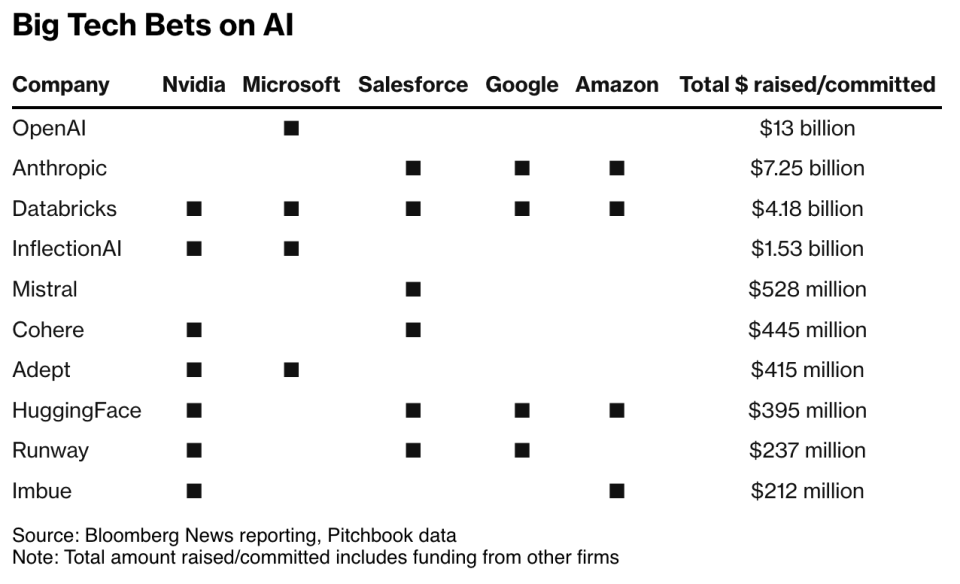 Big Tech Bets on AI
Company Nvidia Microsoft Salesforce Google Amazon Total $ raised/committed
OpenAI ■ $13 billion
Anthropic ■ ■ ■ $7.25 billion
Databricks ■ ■ ■ ■ ■ $4.18 billion
InflectionAI ■ ■ $1.53 billion
Mistral ■ $528 million
Cohere ■ ■ $445 million
Adept ■ ■ $415 million
HuggingFace ■ ■ ■ ■ $395 million
Runway ■ ■ ■ $237 million
Imbue ■ ■ $212 million
Source: Bloomberg News reporting, Pitchbook data
Note: Total amount raised/committed includes funding from other firms